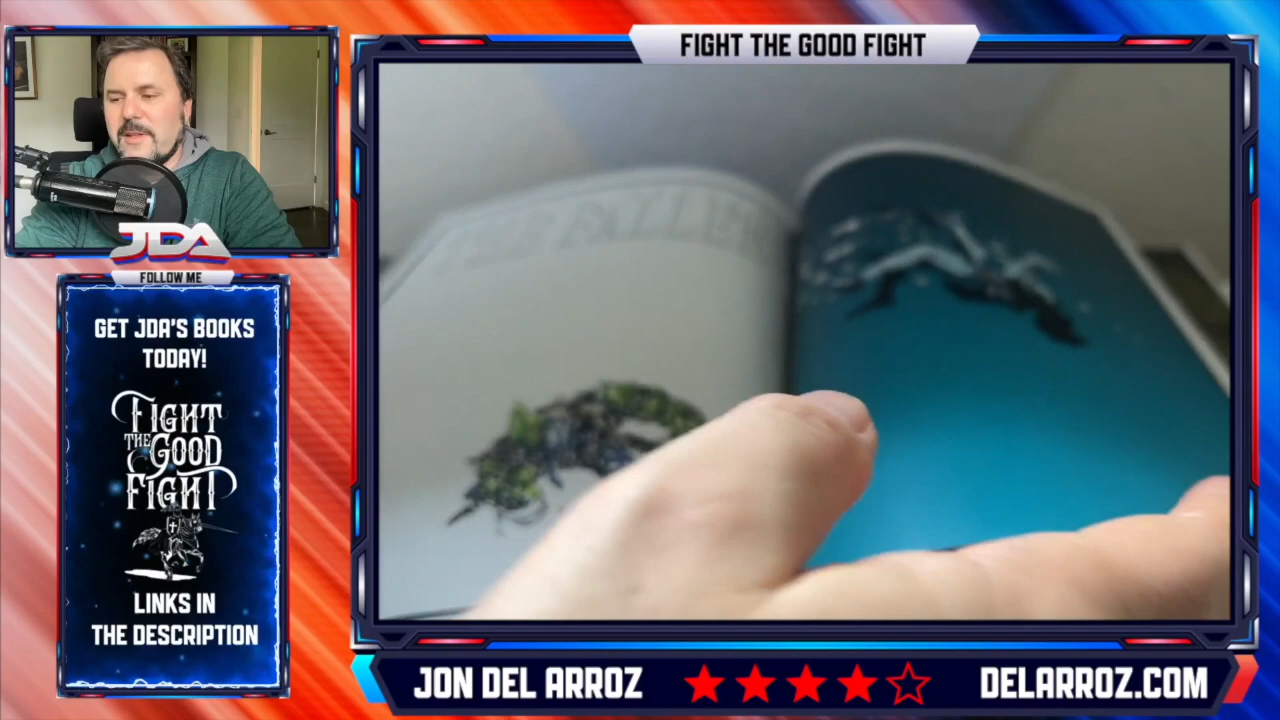 FIGHT THE GOOD FIGHT
JDA
FOLLOW ME
GET JDA'S BOOKS
TODAY!
FIGHT
THE GOOD
FIGHT
LINKS IN
THE DESCRIPTION
JON DEL ARROZ
DELARROZ.COM